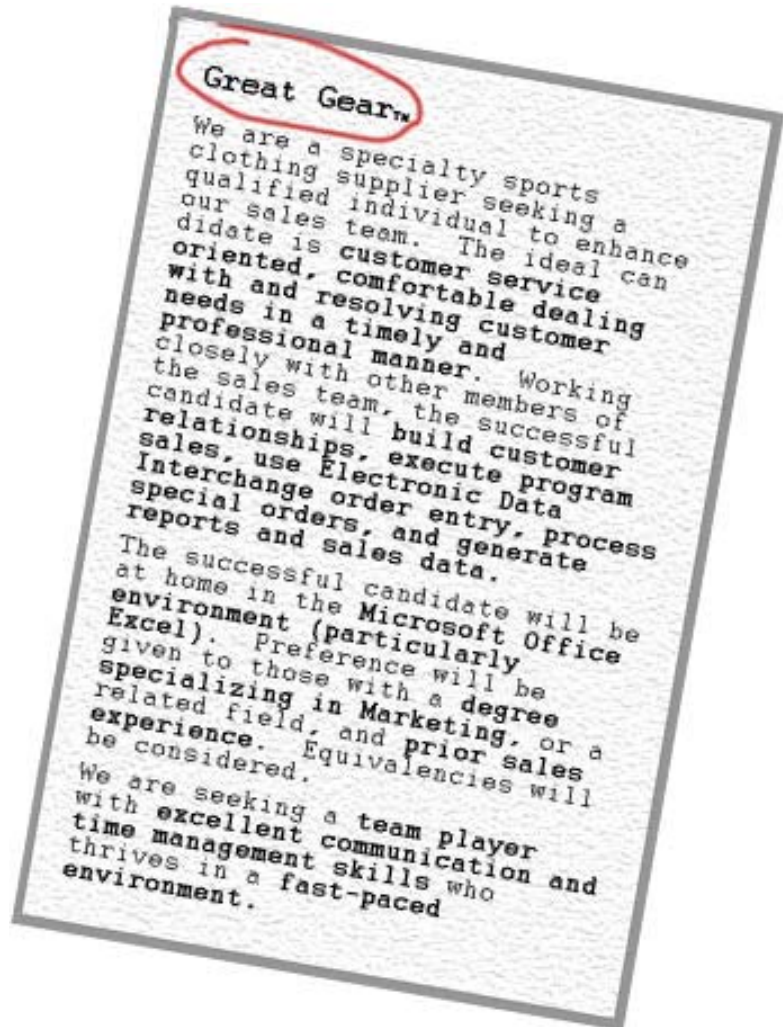 Great Gear™
We are a specialty sports
clothing supplier seeking a
qualified individual to enhance
our sales team. The ideal can
didate is customer service
oriented, comfortable dealing
with and resolving customer
needs in a timely and
professional manner. Working
closely with other members of
the sales team, the successful
candidate will build customer
relationships, execute program
sales, use Electronic Data
Interchange order entry, process
special orders, and generate
reports and sales data.
The successful candidate will be
at home in the Microsoft Office
environment (particularly
Excel). Preference will be
given to those with a degree
specializing in Marketing, or a
related field, and prior sales
experience. Equivalencies will
be considered.
We are seeking a team player
with excellent communication and
time management skills who
thrives in a fast-paced
environment.